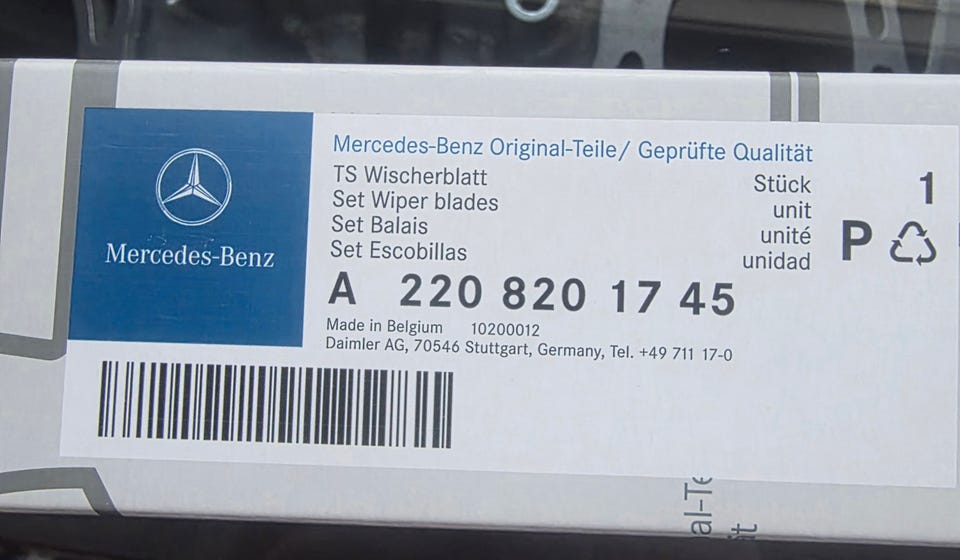 Mercedes-Benz
Mercedes-Benz Original-Teile/ Geprüfte Qualität
TS Wischerblatt
Set Wiper blades
Set Balais
Set Escobillas
Stück
unit
unité
unidad
1
P
A 220 820 17 45
Made in Belgium 10200012
Daimler AG, 70546 Stuttgart, Germany, Tel. +49 711 17-0